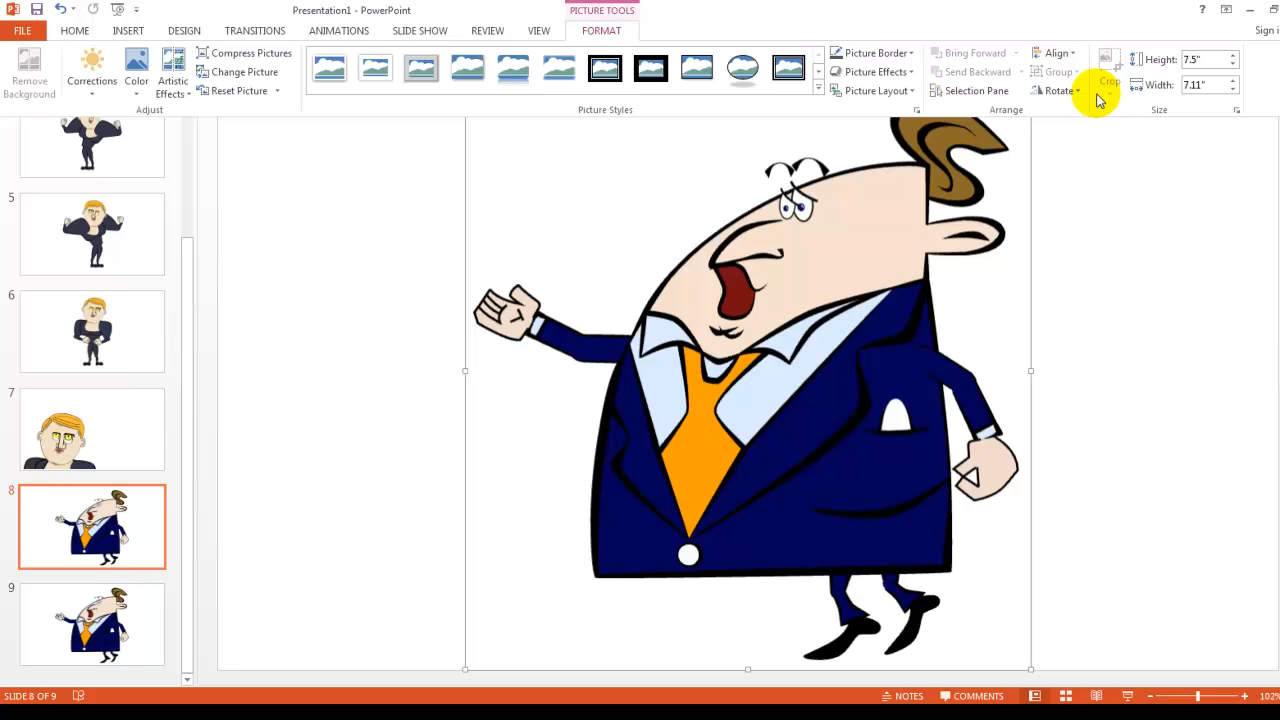 Presentation1 - PowerPoint
PICTURE TOOLS
?
FILE HOME INSERT DESIGN TRANSITIONS ANIMATIONS SLIDE SHOW REVIEW VIEW FORMAT Sign i
Remove Background
Corrections
Color
Artistic Effects
Compress Pictures
Change Picture
Reset Picture
Adjust
Picture Styles
Picture Border
Picture Effects
Picture Layout
Bring Forward
Send Backward
Selection Pane
Align
Group
Rotate
Arrange
Crop
Height: 7.5"
Width: 7.11"
Size
5
6
7
8
9
SLIDE 8 OF 9 NOTES COMMENTS 102%